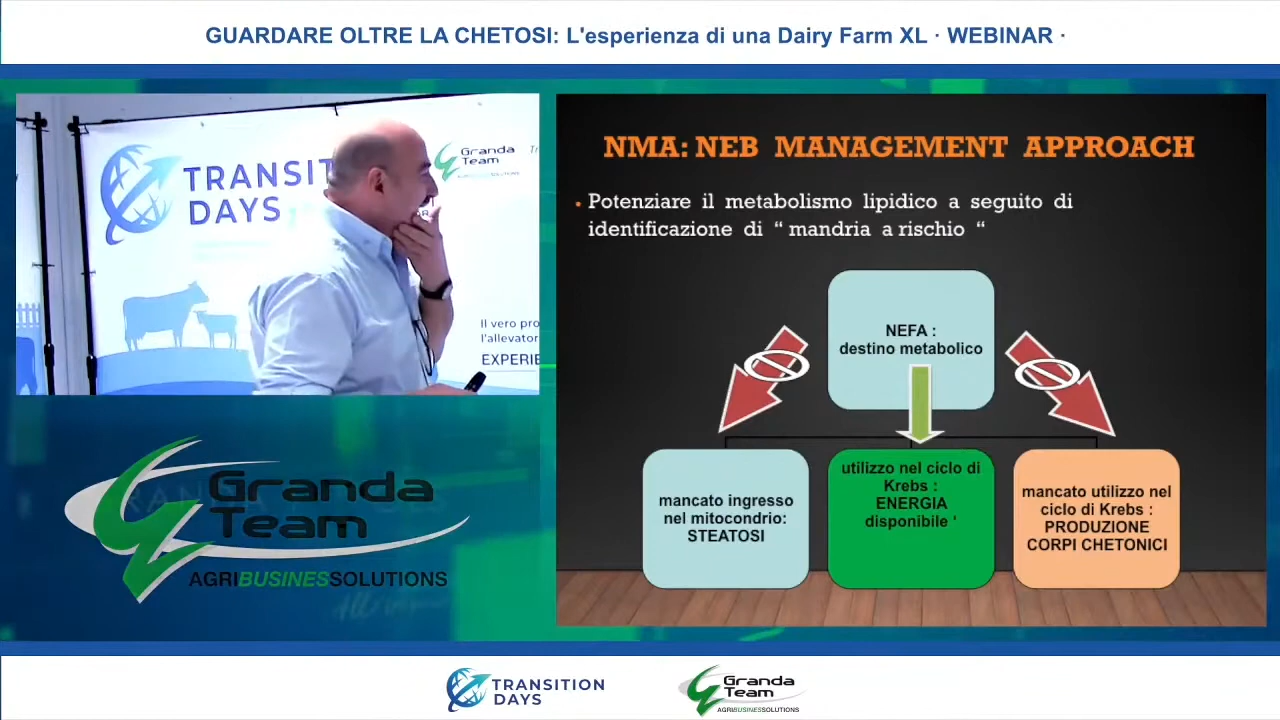 GUARDARE OLTRE LA CHETOSI: L'esperienza di una Dairy Farm XL · WEBINAR ·
TRANSIT
DAYS
Granda
Team
Il vero pro
l'allevator
EXPERIE
Granda
Team
AGRIBUSINESSOLUTIONS
NMA: NEB MANAGEMENT APPROACH
Potenziare il metabolismo lipidico a seguito di
identificazione di “ mandria a rischio “
NEFA :
destino metabolico
mancato ingresso
nel mitocondrio:
STEATOSI
utilizzo nel ciclo di
Krebs :
ENERGIA
disponibile '
mancato utilizzo nel
ciclo di Krebs :
PRODUZIONE
CORPI CHETONICI
TRANSITION
DAYS
Granda
Team
AGRIBUSINESSOLUTIONS